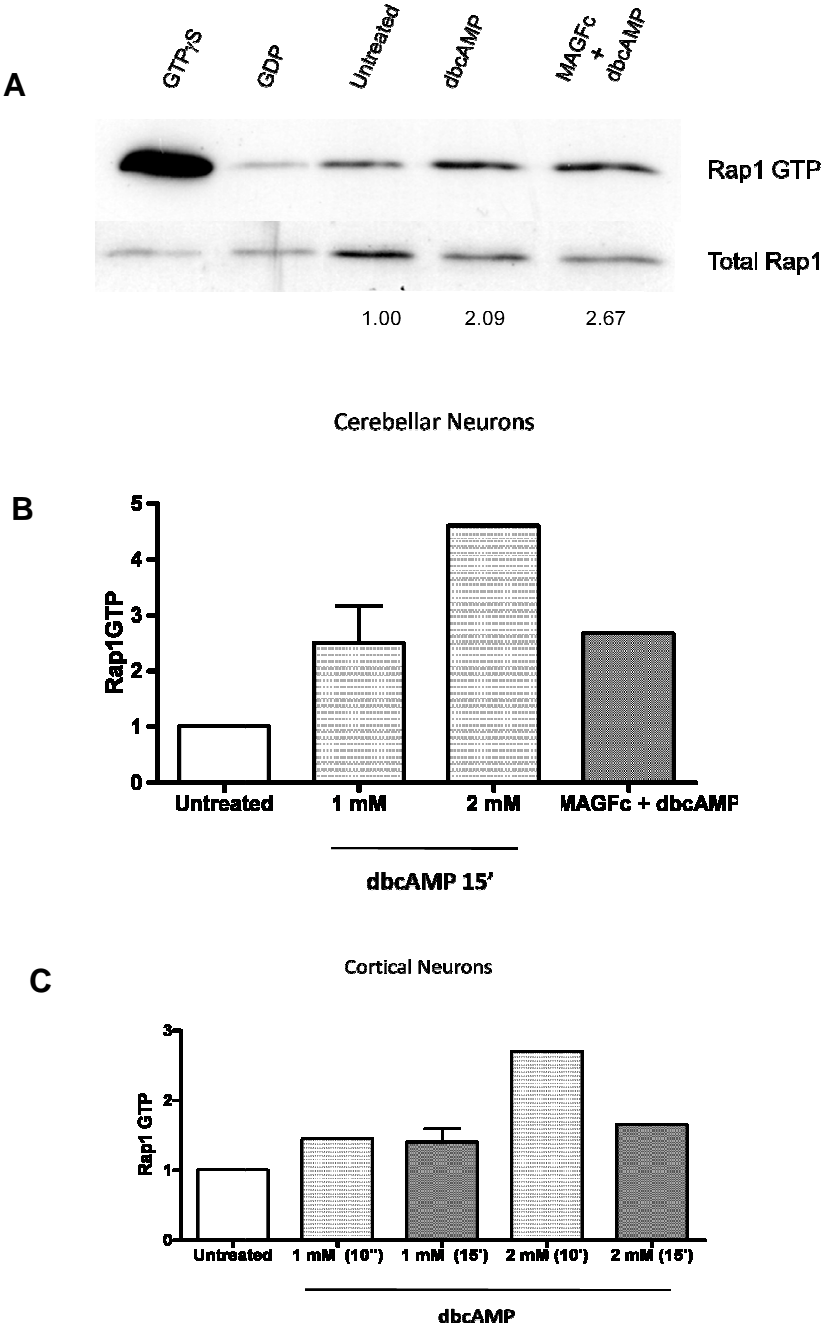 A
GTPγS
GDP
Untreated
dbcAMP
MAGFc
+
dbcAMP
Rap1 GTP
Total Rap1
1.00 2.09 2.67
Cerebellar Neurons
B
Rap1GTP
5
4
3
2
1
0
Untreated 1 mM 2 mM MAGFc + dbcAMP
dbcAMP 15'
C
Cortical Neurons
Rap1 GTP
3
2
1
0
Untreated 1 mM (10") 1 mM (15') 2 mM (10') 2 mM (15')
dbcAMP